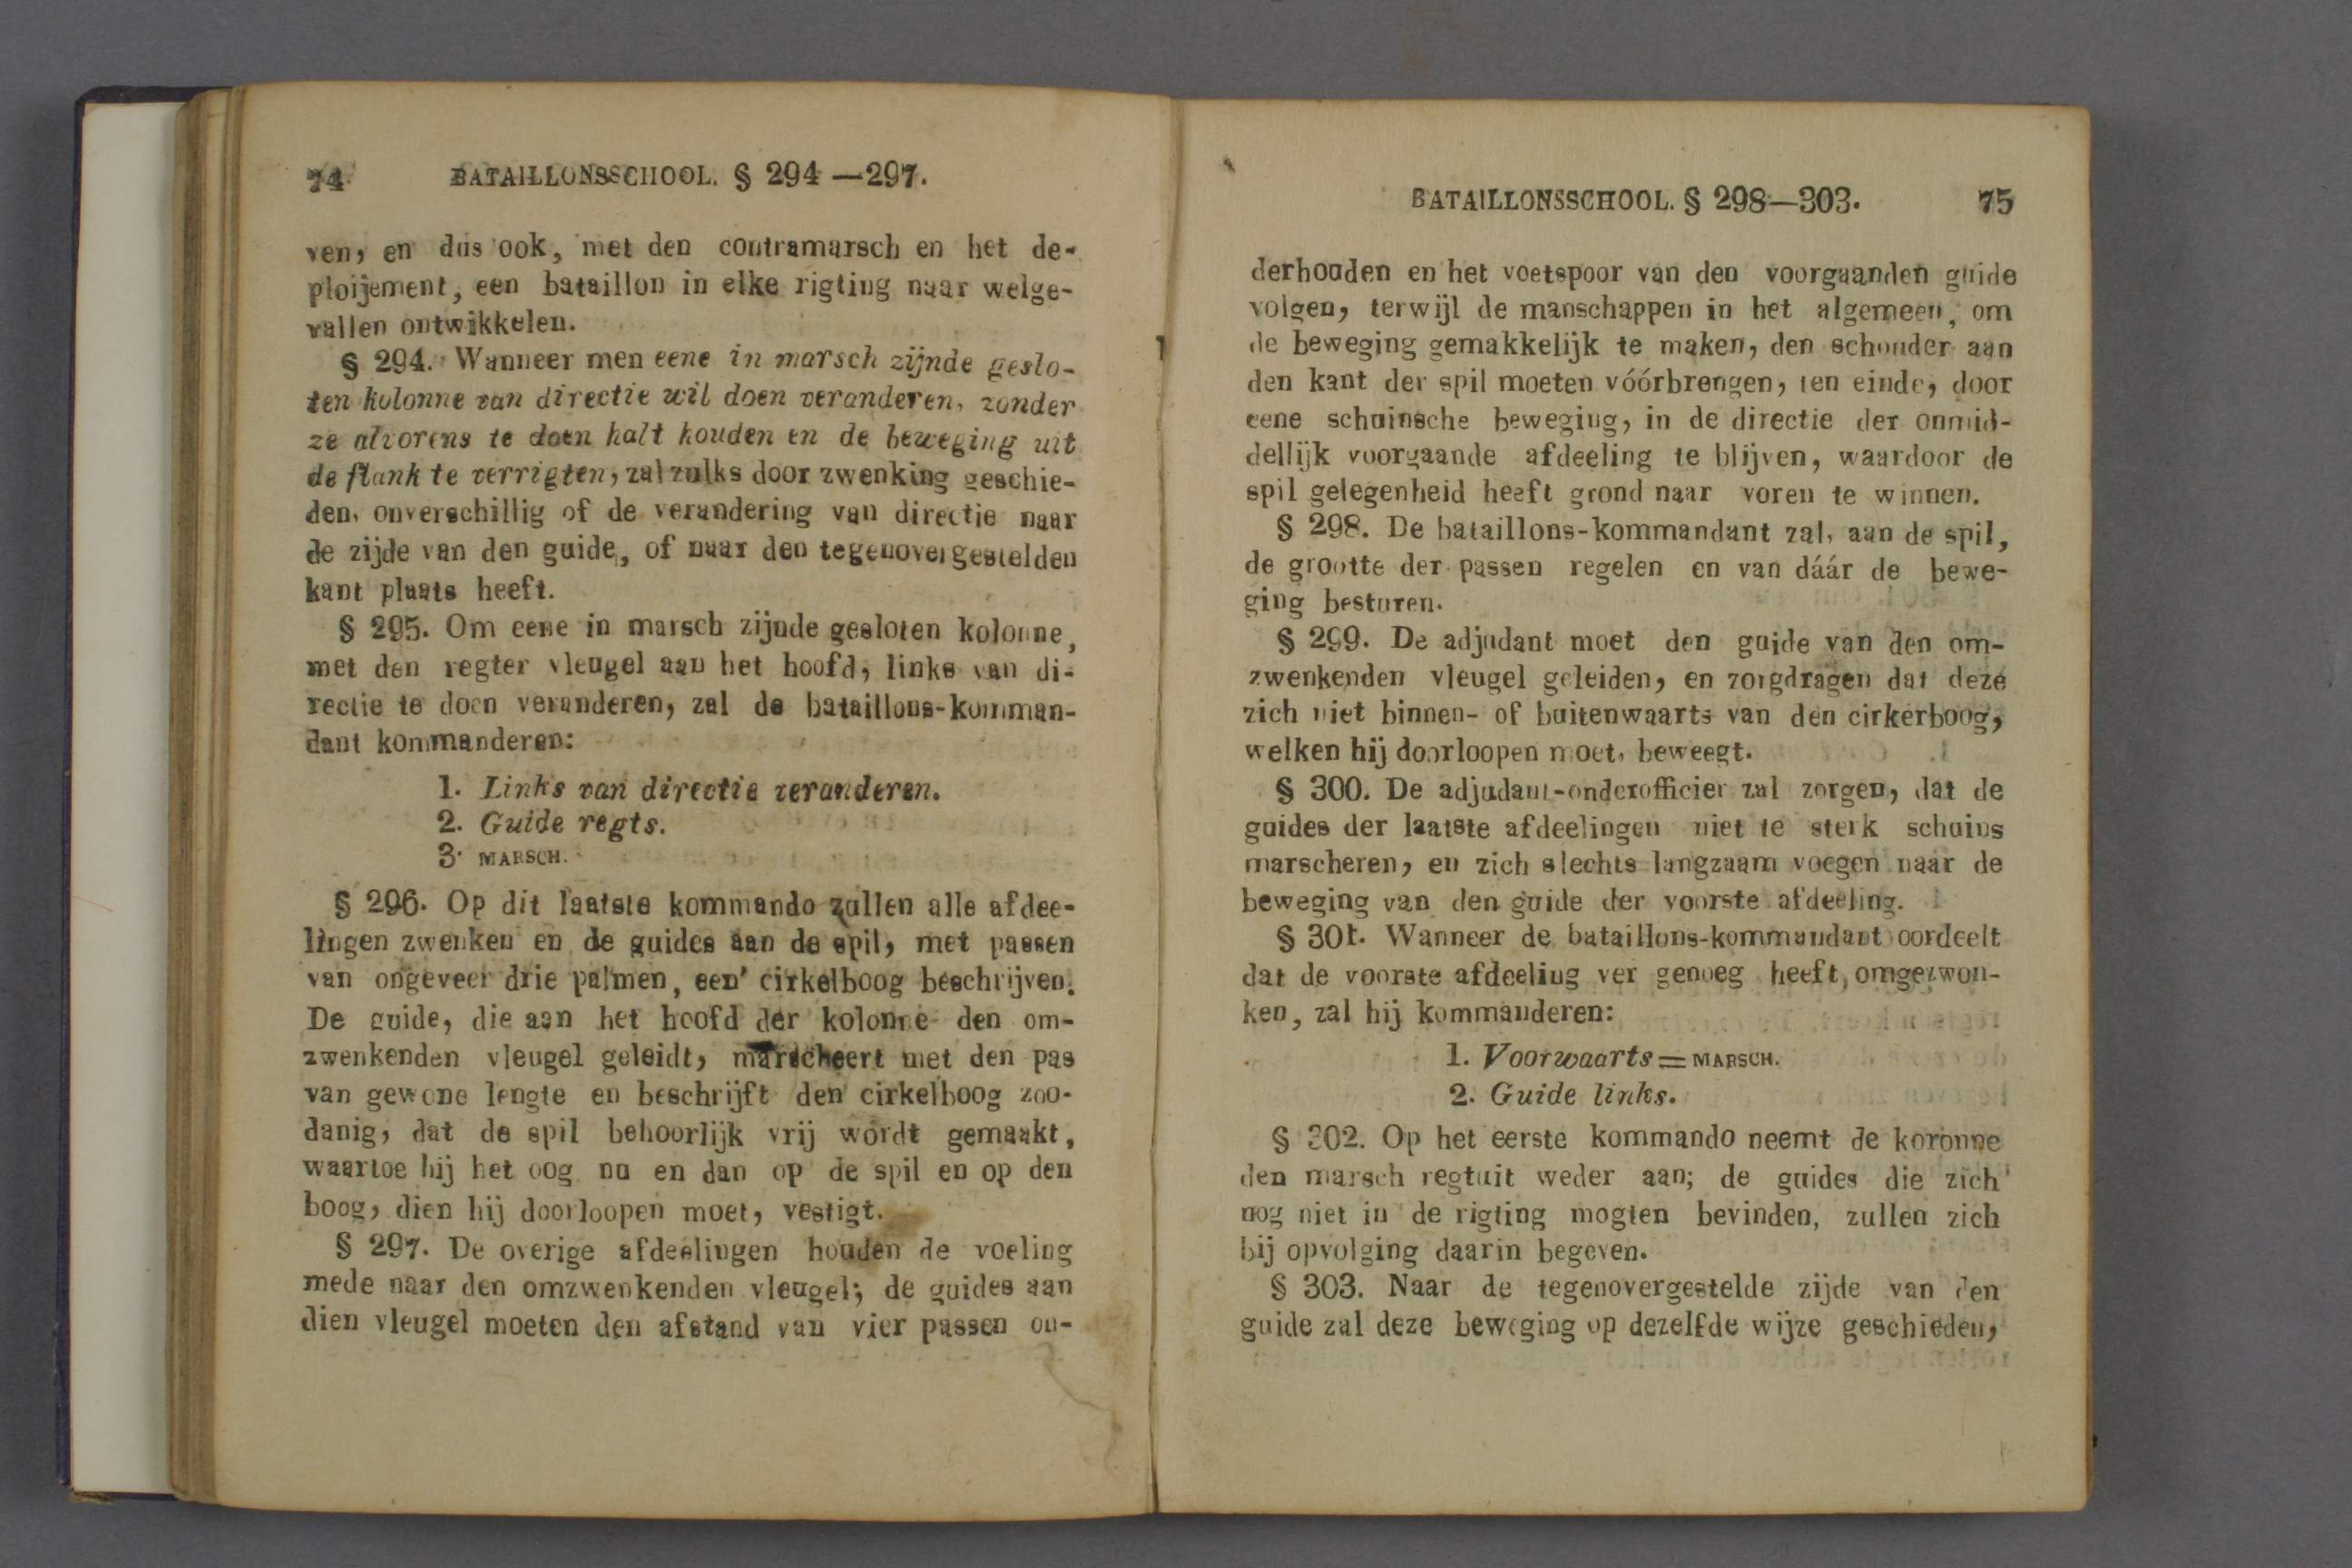 74 BATAILLONSSCHOOL. § 294—297.
ven, en dus ook, met den contramarsch en het de-
ploijement, een bataillon in elke rigting naar welge-
vallen ontwikkelen.
§ 294. Wanneer men eene in marsch zijnde geslo-
ten kolonne van directie wil doen veranderen, zonder
ze alvorens te doen halt houden en de beweging uit
de flank te verrigten, zal zulks door zwenking geschie-
den, onverschillig of de verandering van directie naar
de zijde van den guide, of naar den tegenovergestelden
kant plaats heeft.
§ 295. Om eene in marsch zijnde gesloten kolonne,
met den regter vleugel aan het hoofd, links van di-
rectie te doen veranderen, zal de bataillons-komman-
dant kommanderen:
1. Links van directie veranderen.
2. Guide regts.
3. MARSCH.
§ 296. Op dit laatste kommando zullen alle afdee-
lingen zwenken en de guides aan de spil, met passen
van ongeveer drie palmen, een' cirkelboog beschrijven.
De guide, die aan het hoofd der kolonne den om-
zwenkenden vleugel geleidt, marscheert met den pas
van gewone lengte en beschrijft den cirkelboog zoo-
danig, dat de spil behoorlijk vrij wordt gemaakt,
waartoe hij het oog nu en dan op de spil en op den
boog, dien hij doorloopen moet, vestigt.
§ 297. De overige afdeelingen houden de voeling
mede naar den omzwenkenden vleugel; de guides aan
dien vleugel moeten den afstand van vier passen on-
BATAILLONSSCHOOL. § 298—303. 75
derhouden en het voetspoor van den voorgaanden guide
volgen, terwijl de manschappen in het algemeen, om
de beweging gemakkelijk te maken, den schouder aan
den kant der spil moeten vóórbrengen, ten einde, door
eene schuinsche beweging, in de directie der onmid-
dellijk voorgaande afdeeling te blijven, waardoor de
spil gelegenheid heeft grond naar voren te winnen.
§ 298. De bataillons-kommandant zal, aan de spil,
de grootte der passen regelen en van dáár de bewe-
ging besturen.
§ 299. De adjudant moet den guide van den om-
zwenkenden vleugel geleiden, en zorgdragen dat deze
zich niet binnen- of buitenwaarts van den cirkerboog,
welken hij doorloopen moet, beweegt.
§ 300. De adjudant-onderofficier zal zorgen, dat de
guides der laatste afdeelingen niet te sterk schuins
marscheren, en zich slechts langzaam voegen naar de
beweging van den guide der voorste afdeeling.
§ 301. Wanneer de bataillons-kommandant oordeelt
dat de voorste afdeeling ver genoeg heeft omgezwon-
ken, zal hij kommanderen:
1. Voorwaarts = MARSCH.
2. Guide links.
§ 302. Op het eerste kommando neemt de koronne
den marsch regtuit weder aan; de guides die zich
nog niet in de rigting mogten bevinden, zullen zich
bij opvolging daarin begeven.
§ 303. Naar de tegenovergestelde zijde van den
guide zal deze beweging op dezelfde wijze geschieden,